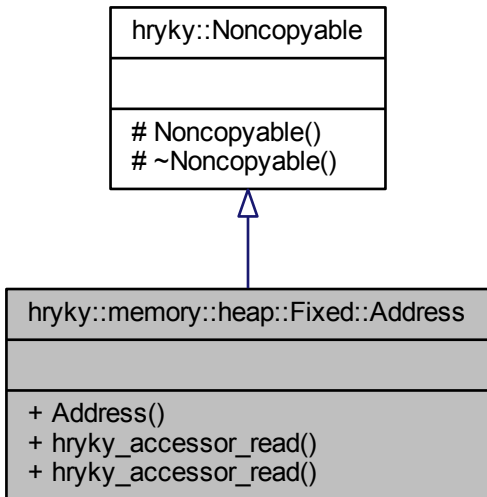 hryky::Noncopyable
# Noncopyable()
# ~Noncopyable()
hryky::memory::heap::Fixed::Address
+ Address()
+ hryky_accessor_read()
+ hryky_accessor_read()